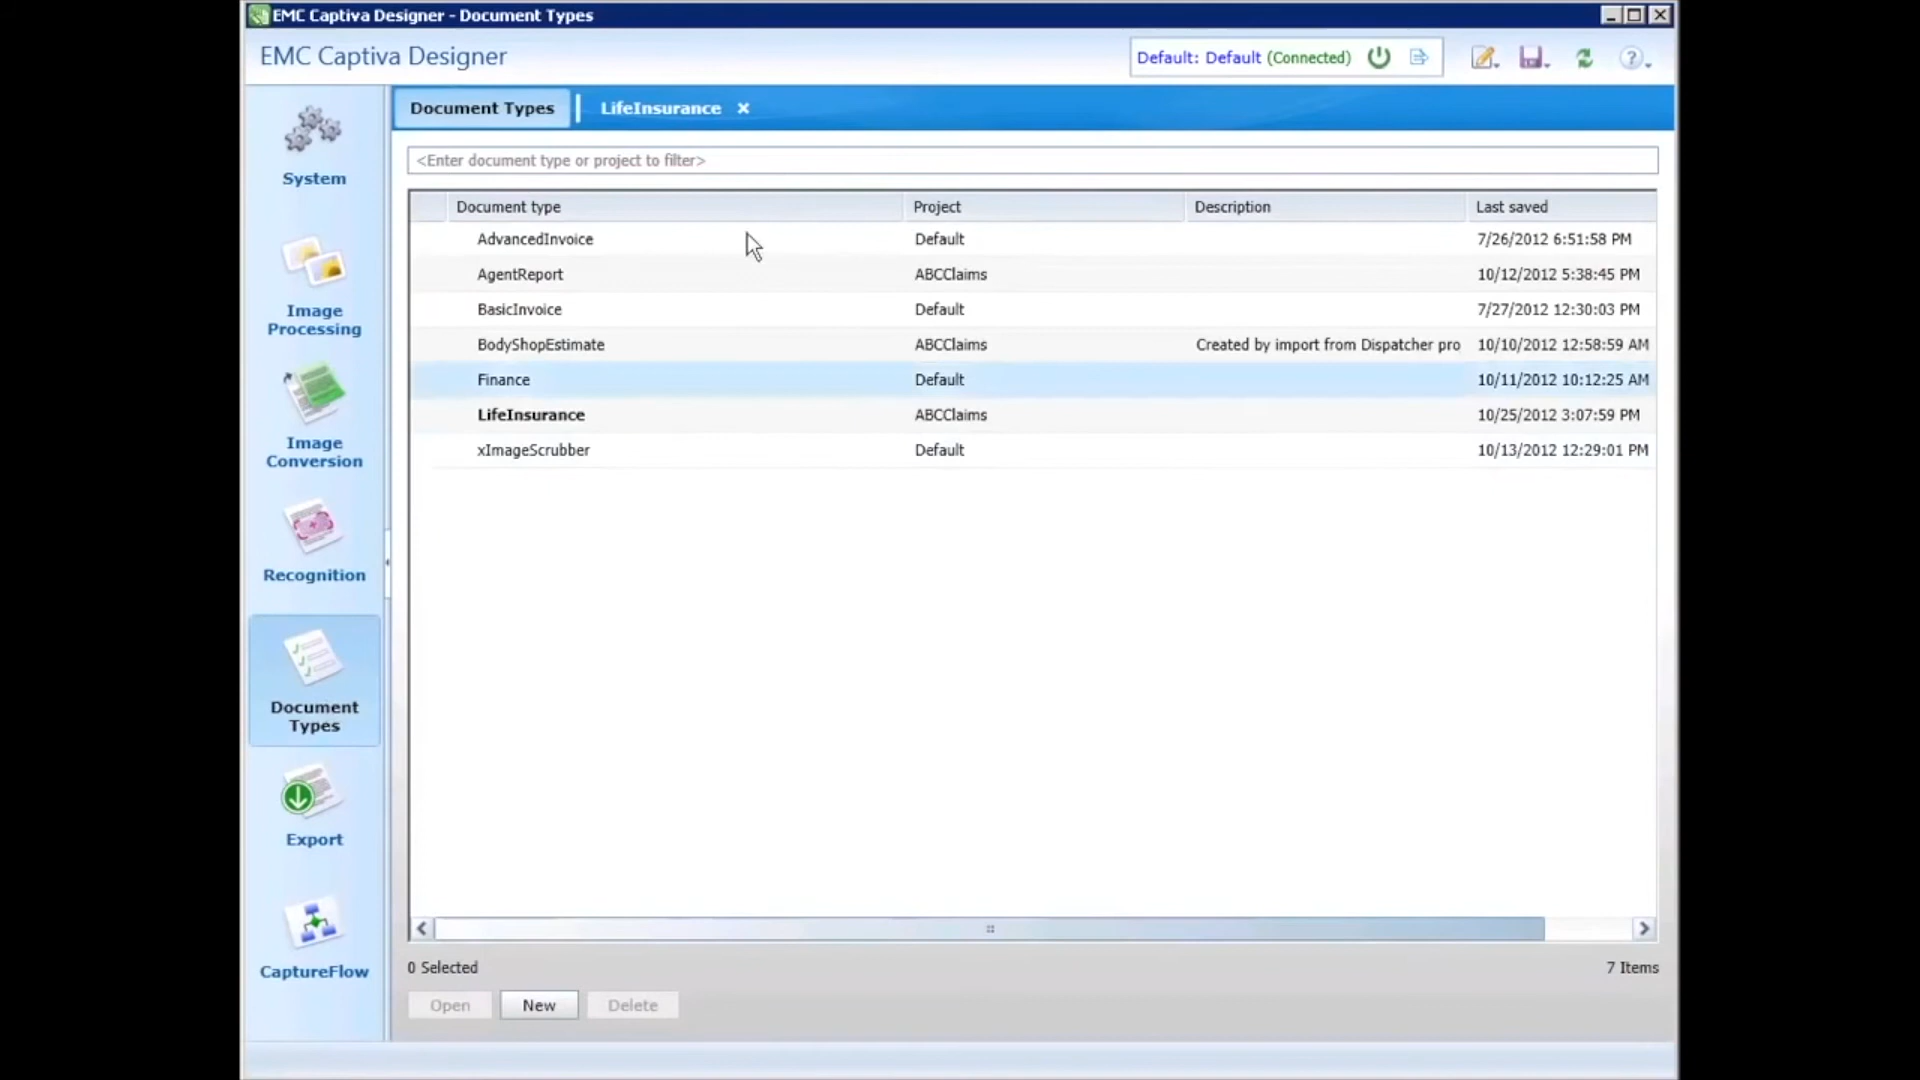 EMC Captiva Designer - Document Types
EMC Captiva Designer
Default: Default (Connected)
Document Types
LifeInsurance
<Enter document type or project to filter>
Document type Project Description Last saved
AdvancedInvoice Default 7/26/2012 6:51:58 PM
AgentReport ABCClaims 10/12/2012 5:38:45 PM
BasicInvoice Default 7/27/2012 12:30:03 PM
BodyShopEstimate ABCClaims Created by import from Dispatcher pro 10/10/2012 12:58:59 AM
Finance Default 10/11/2012 10:12:25 AM
LifeInsurance ABCClaims 10/25/2012 3:07:59 PM
xImageScrubber Default 10/13/2012 12:29:01 PM
System
Image
Processing
Image
Conversion
Recognition
Document
Types
Export
CaptureFlow
0 Selected
7 Items
Open
New
Delete